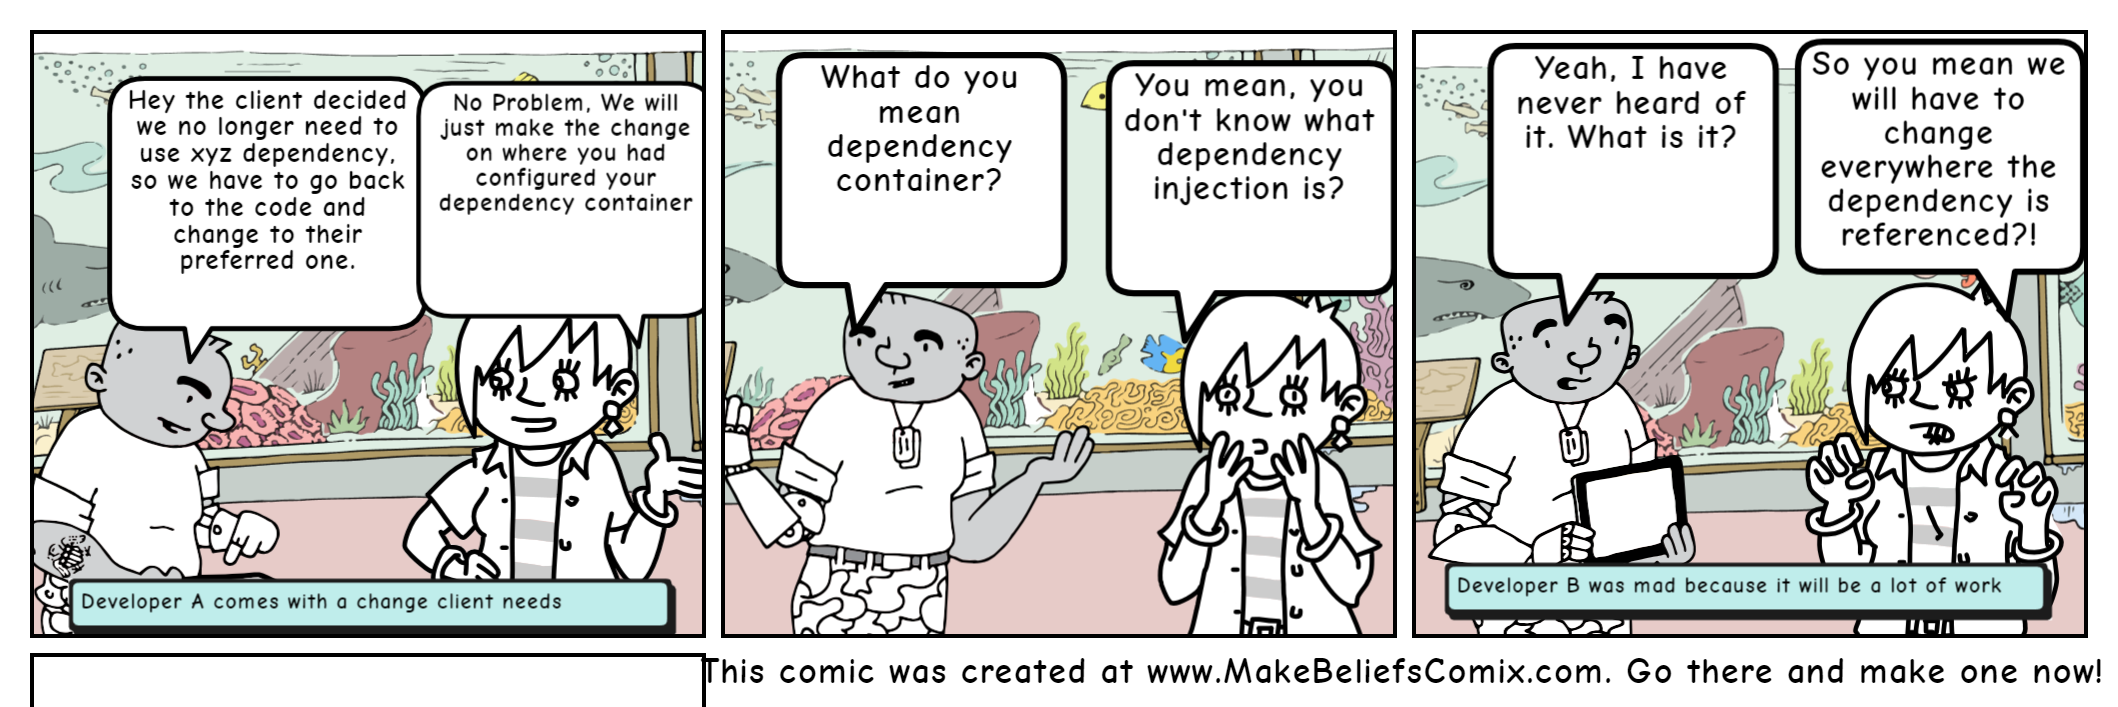 Hey the client decided
we no longer need to
use xyz dependency,
so we have to go back
to the code and
change to their
preferred one.
No Problem, We will
just make the change
on where you had
configured your
dependency container
Developer A comes with a change client needs
What do you
mean
dependency
container?
You mean, you
don't know what
dependency
injection is?
Yeah, I have
never heard of
it. What is it?
So you mean we
will have to
change
everywhere the
dependency is
referenced?!
Developer B was mad because it will be a lot of work
This comic was created at www.MakeBeliefsComix.com. Go there and make one now!